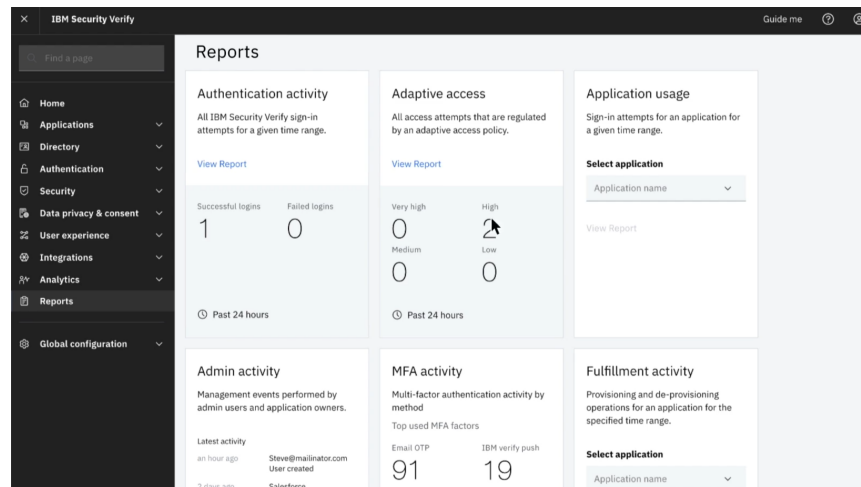 IBM Security Verify
Guide me
Find a page
Home
Applications
Directory
Authentication
Security
Data privacy & consent
User experience
Integrations
Analytics
Reports
Global configuration
Reports
Authentication activity
All IBM Security Verify sign-in
attempts for a given time range.
View Report
Successful logins
Failed logins
1
0
Past 24 hours
Adaptive access
All access attempts that are regulated
by an adaptive access policy.
View Report
Very high
High
0
2
Medium
Low
0
0
Past 24 hours
Application usage
Sign-in attempts for an application for
a given time range.
Select application
Application name
View Report
Admin activity
Management events performed by
admin users and application owners.
Latest activity
an hour ago
Steve@mailinator.com
User created
2 days ago
Salesforce
MFA activity
Multi-factor authentication activity by
method
Top used MFA factors
Email OTP
IBM verify push
91
19
Fulfillment activity
Provisioning and de-provisioning
operations for an application for the
specified time range.
Select application
Application name